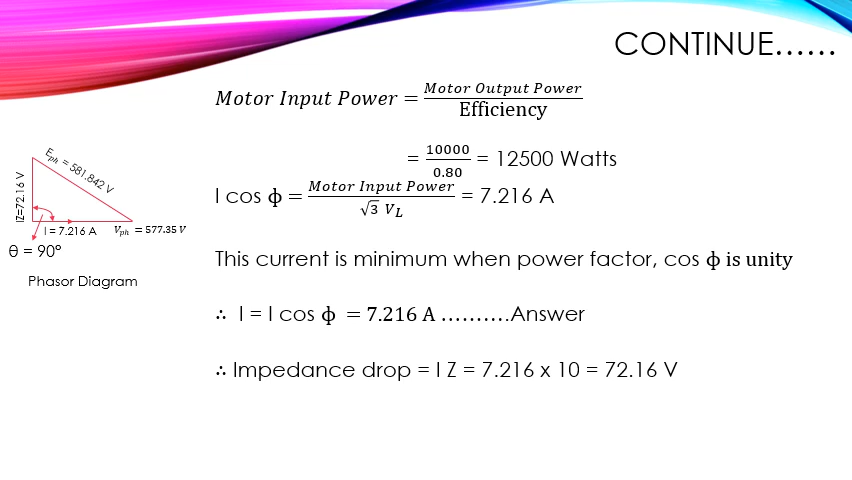 CONTINUE……
Motor Input Power = Motor Output Power / Efficiency
= 10000 / 0.80 = 12500 Watts
I cos ϕ = Motor Input Power / √3 V_L = 7.216 A
This current is minimum when power factor, cos ϕ is unity
∴ I = I cos ϕ = 7.216 A ……….Answer
∴ Impedance drop = I Z = 7.216 x 10 = 72.16 V
E_ph = 581.842 V
IZ=72.16 V
I = 7.216 A
V_ph = 577.35 V
θ = 90°
Phasor Diagram